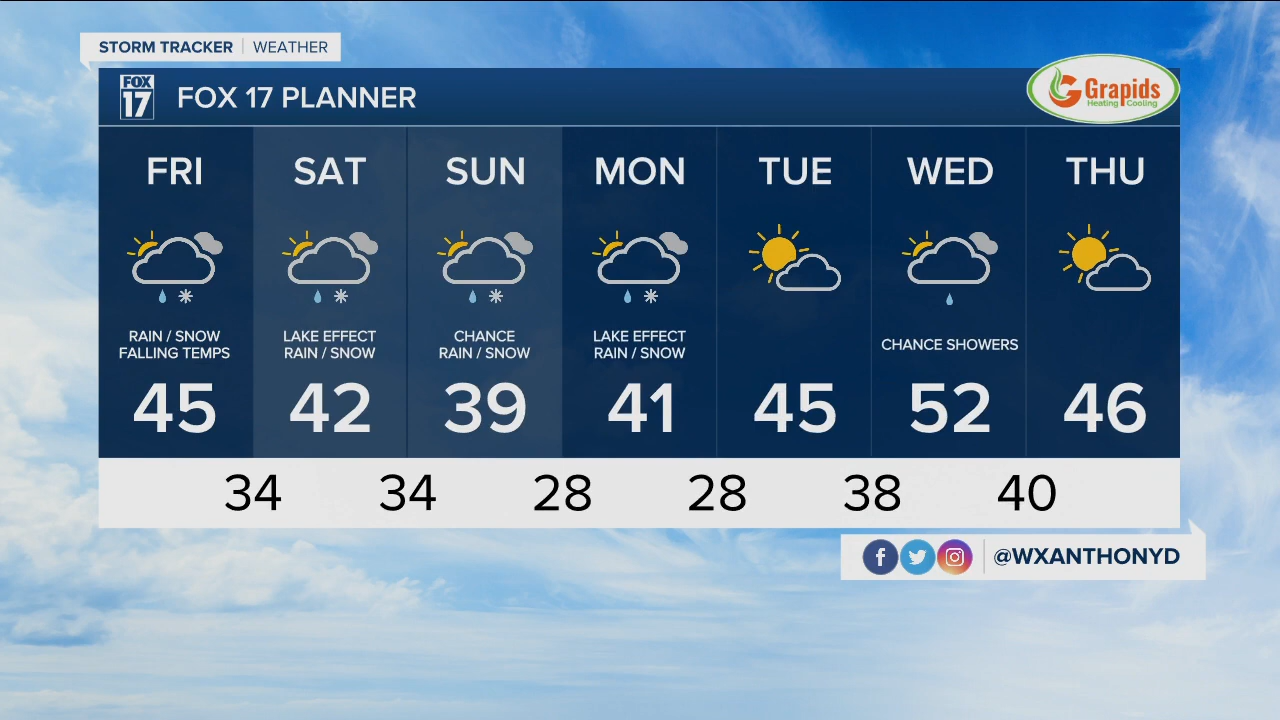 STORM TRACKER | WEATHER
FOX
17
FOX 17 PLANNER
Grapids
Heating Cooling
FRI SAT SUN MON TUE WED THU
RAIN / SNOW
FALLING TEMPS
LAKE EFFECT
RAIN / SNOW
CHANCE
RAIN / SNOW
LAKE EFFECT
RAIN / SNOW
CHANCE SHOWERS
45 42 39 41 45 52 46
34 34 28 28 38 40
@WXANTHONYD